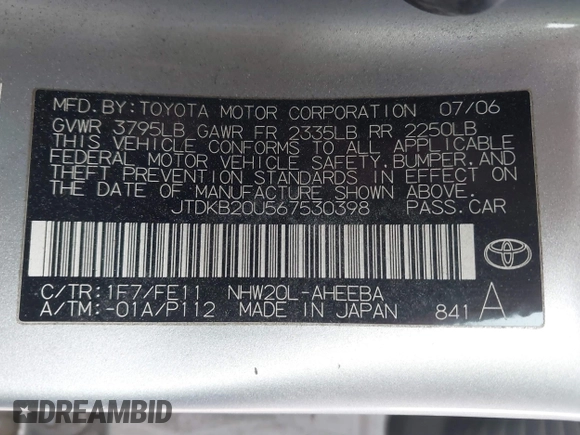 MFD.BY:TOYOTA MOTOR CORPORATION 07/06
GVWR 3795LB GAWR FR 2335LB RR 2250LB
THIS VEHICLE CONFORMS TO ALL APPLICABLE
FEDERAL MOTOR VEHICLE SAFETY,BUMPER,AND
THEFT PREVENTION STANDARDS IN EFFECT ON
THE DATE OF MANUFACTURE SHOWN ABOVE.
JTDKB20U567530398 PASS.CAR
C/TR:1F7/FE11 NHW20L-AHEEBA
A/TM:-01A/P112 MADE IN JAPAN 841 A
DREAMBID